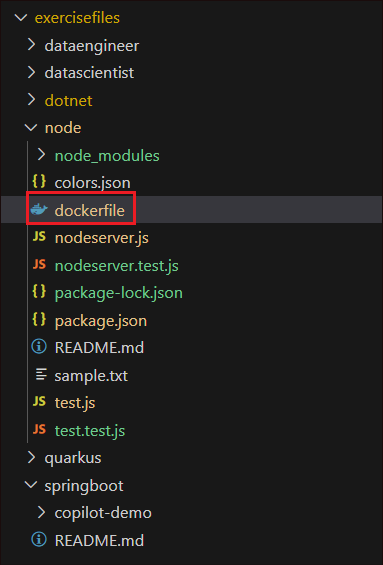 exercisefiles
dataengineer
datascientist
dotnet
node
node_modules
{} colors.json
dockerfile
JS nodeserver.js
JS nodeserver.test.js
{} package-lock.json
{} package.json
README.md
sample.txt
JS test.js
JS test.test.js
quarkus
springboot
copilot-demo
README.md